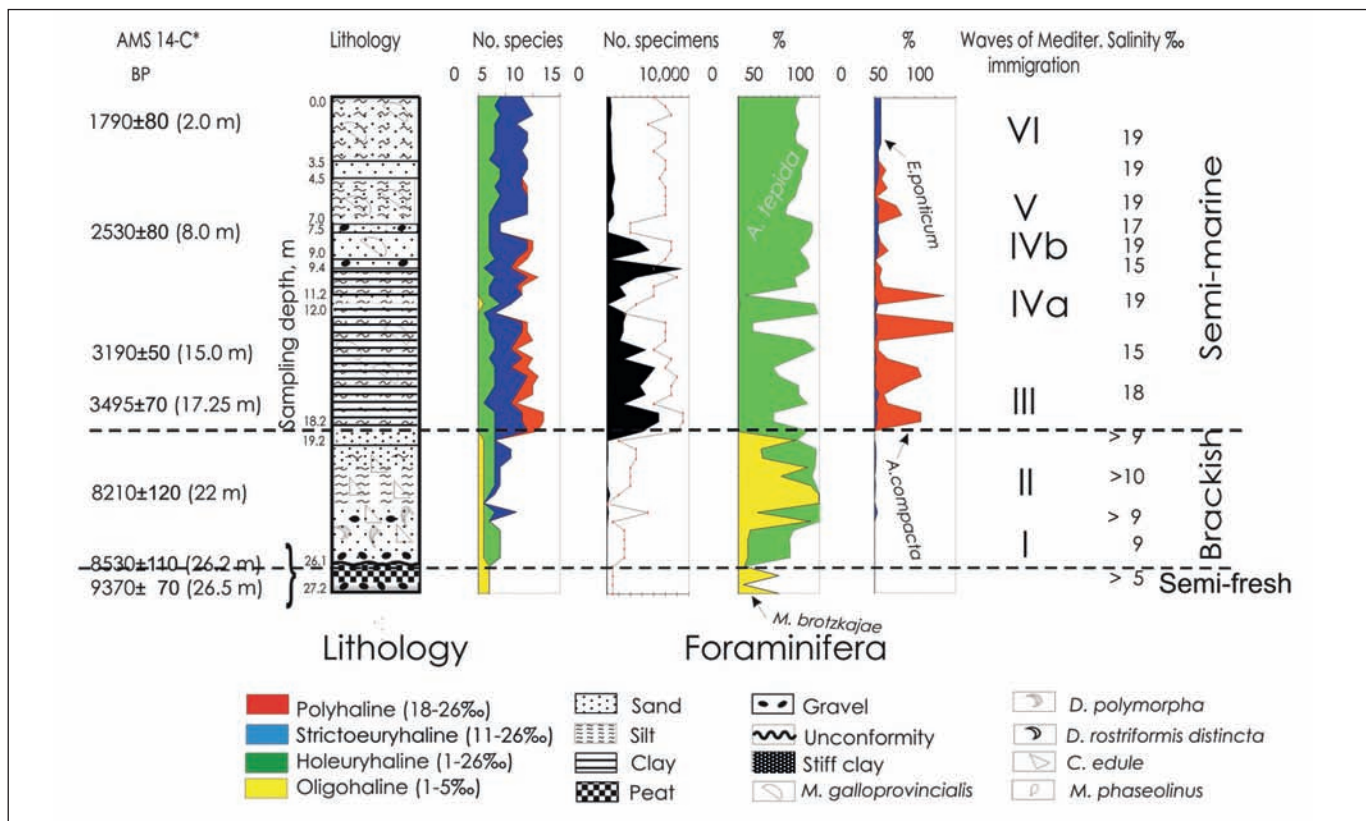 AMS 14-C* Lithology No. species No. specimens % % Waves of Mediter. Salinity ‰
BP immigration
0 5 10 15 0 10,000 0 50 100 0 50 100
Sampling depth, m
0.0
1790±80 (2.0 m) VI 19
3.5 19
4.5
E.ponticum
A. tepida
V 19
7.0 17
7.5
2530±80 (8.0 m) IVb 19
9.0
9.4 15
11.2
IVa 19
12.0
3190±50 (15.0 m) 15
3495±70 (17.25 m) III 18
18.2
Semi-marine
19.2 > 9
A.compacta
8210±120 (22 m) II >10
> 9
I 9
8530±110 (26.2 m) 26.1
Brackish
9370± 70 (26.5 m) 27.2 > 5 Semi-fresh
M. brotzkajae
Lithology Foraminifera
Polyhaline (18-26‰) Sand Gravel D. polymorpha
Strictoeuryhaline (11-26‰) Silt Unconformity D. rostriformis distincta
Holeuryhaline (1-26‰) Clay Stiff clay C. edule
Oligohaline (1-5‰) Peat M. galloprovincialis M. phaseolinus